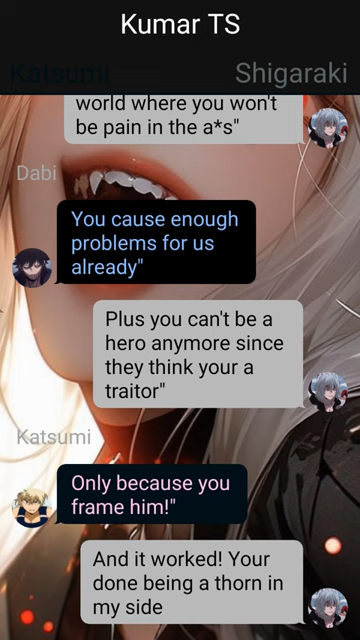 Kumar TS
Katsumi
Shigaraki
world where you won't
be pain in the a*s"
Dabi
You cause enough
problems for us
already"
Plus you can't be a
hero anymore since
they think your a
traitor"
Katsumi
Only because you
frame him!"
And it worked! Your
done being a thorn in
my side